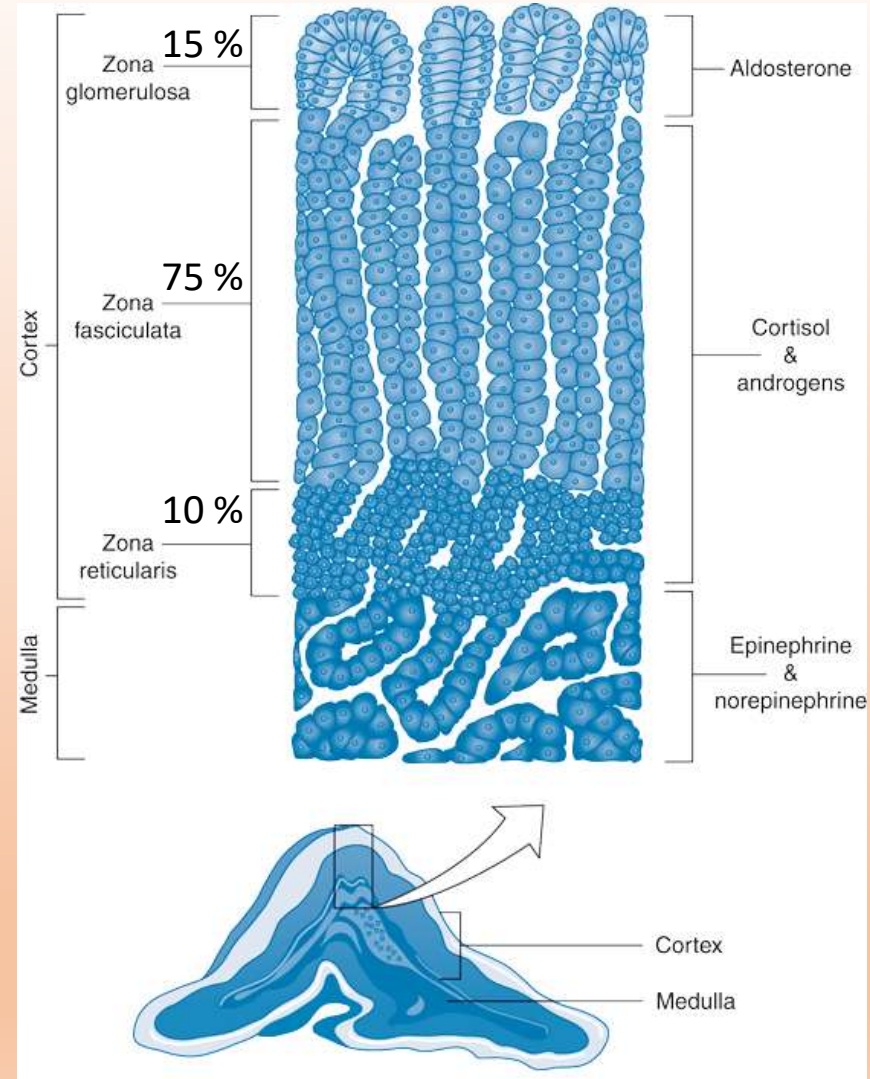 15 %
Zona
glomerulosa
75 %
Zona
fasciculata
10 %
Zona
reticularis
Cortex
Medulla
Aldosterone
Cortisol
&
androgens
Epinephrine
&
norepinephrine
Cortex
Medulla